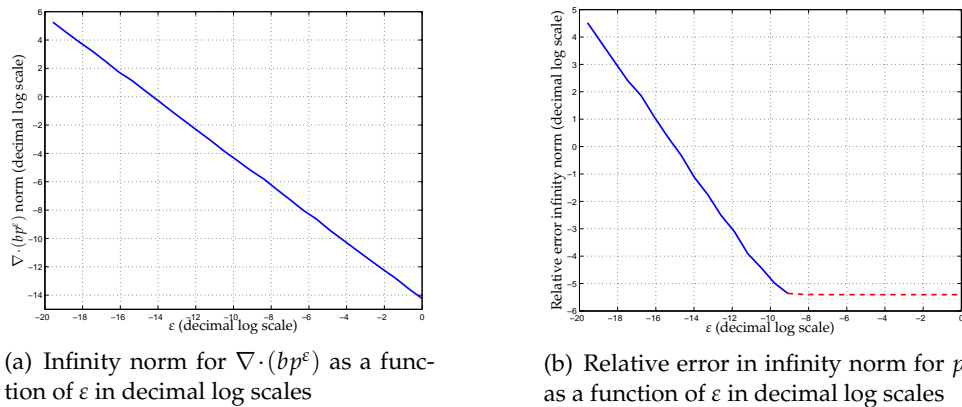 6
4
2
0
−2
−4
−6
−8
−10
−12
−14
∇·(bpᵋ) norm (decimal log scale)
−20 −18 −16 −14 −12 −10 −8 −6 −4 −2 0
ε (decimal log scale)
(a) Infinity norm for ∇·(bpᵋ) as a func-
tion of ε in decimal log scales
5
4
3
2
1
0
−1
−2
−3
−4
−5
−6
Relative error infinity norm (decimal log scale)
−20 −18 −16 −14 −12 −10 −8 −6 −4 −2 0
ε (decimal log scale)
(b) Relative error in infinity norm for p
as a function of ε in decimal log scales